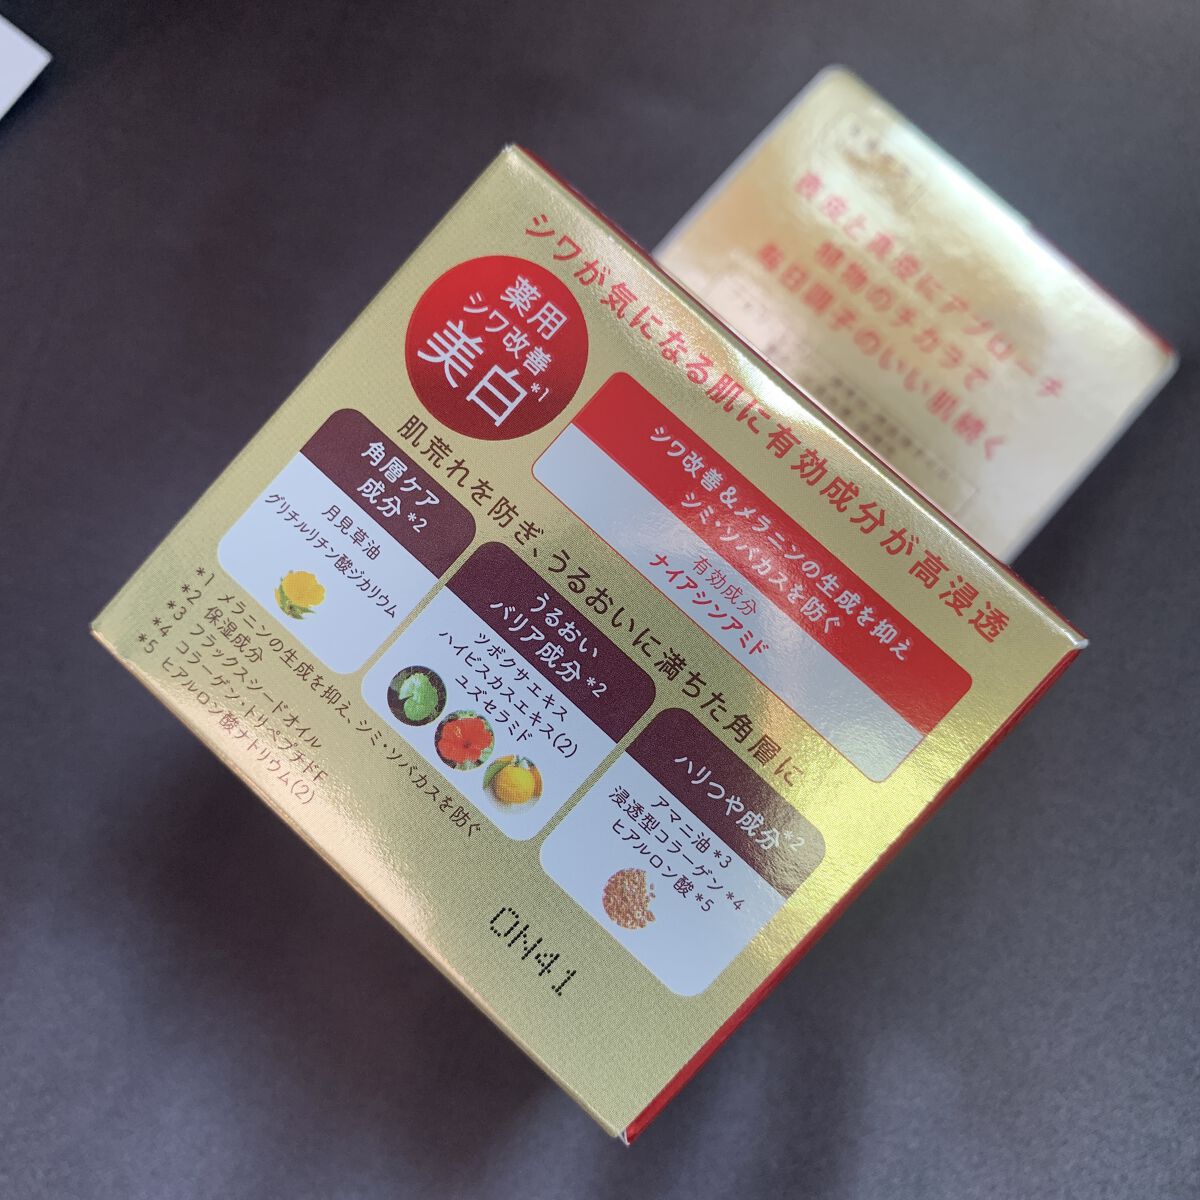 シワが気になる肌に有効成分が高浸透
薬用
シワ改善
美白*1
シワ改善&メラニンの生成を抑え
シミ・ソバカスを防ぐ
有効成分
ナイアシンアミド
肌荒れを防ぎ、うるおいに満ちた角層に
角層ケア
成分*2
月見草油
グリチルリチン酸ジカリウム
うるおい
バリア成分*2
ツボクサエキス
ハイビスカスエキス(2)
ユズセラミド
ハリつや成分*2
アマニ油*3
浸透型コラーゲン*4
ヒアルロン酸*5
*1 メラニンの生成を抑え、シミ・ソバカスを防ぐ
*2 保湿成分
*3 フラックスシードオイル
*4 コラーゲン・トリペプチドF
*5 ヒアルロン酸ナトリウム(2)
0N41
表皮と真皮にアプローチ
植物のチカラで
毎日調子のいい肌続く